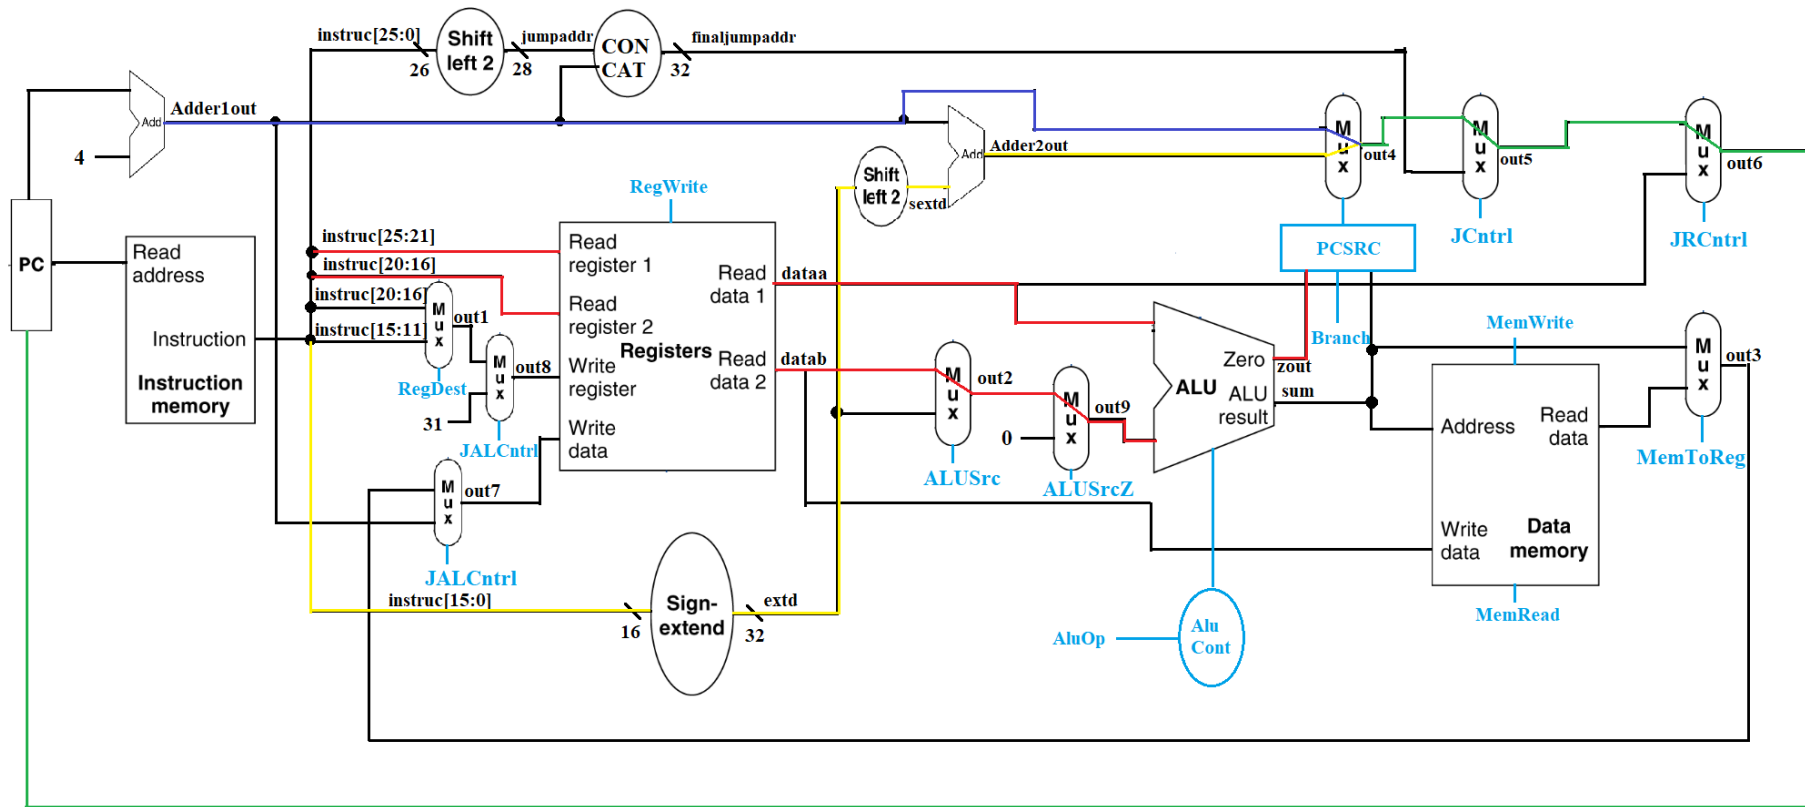 instruc[25:0]
26
Shift
left 2
28
jumpaddr
CON
CAT
32
finaljumpaddr
Adder1out
Add
4
PC
Read
address
Instruction
Instruction
memory
instruc[25:21]
instruc[20:16]
instruc[20:16]
instruc[15:11]
M
u
x
out1
RegDest
M
u
x
out8
31
JALCntrl
M
u
x
out7
JALCntrl
RegWrite
Read
register 1
Read
register 2
Write
register
Write
data
Registers
Read
data 1
Read
data 2
dataa
datab
instruc[15:0]
16
Sign-
extend
extd
32
Shift
left 2
sextd
Add
Adder2out
M
u
x
out2
ALUSrc
0
M
u
x
out9
ALUSrcZ
ALU
Zero
zout
ALU
result
sum
AluOp
Alu
Cont
M
u
x
out4
PCSRC
Branch
M
u
x
out5
JCntrl
M
u
x
out6
JRCntrl
MemWrite
Address
Read
data
Write
data
Data
memory
MemRead
M
u
x
out3
MemToReg